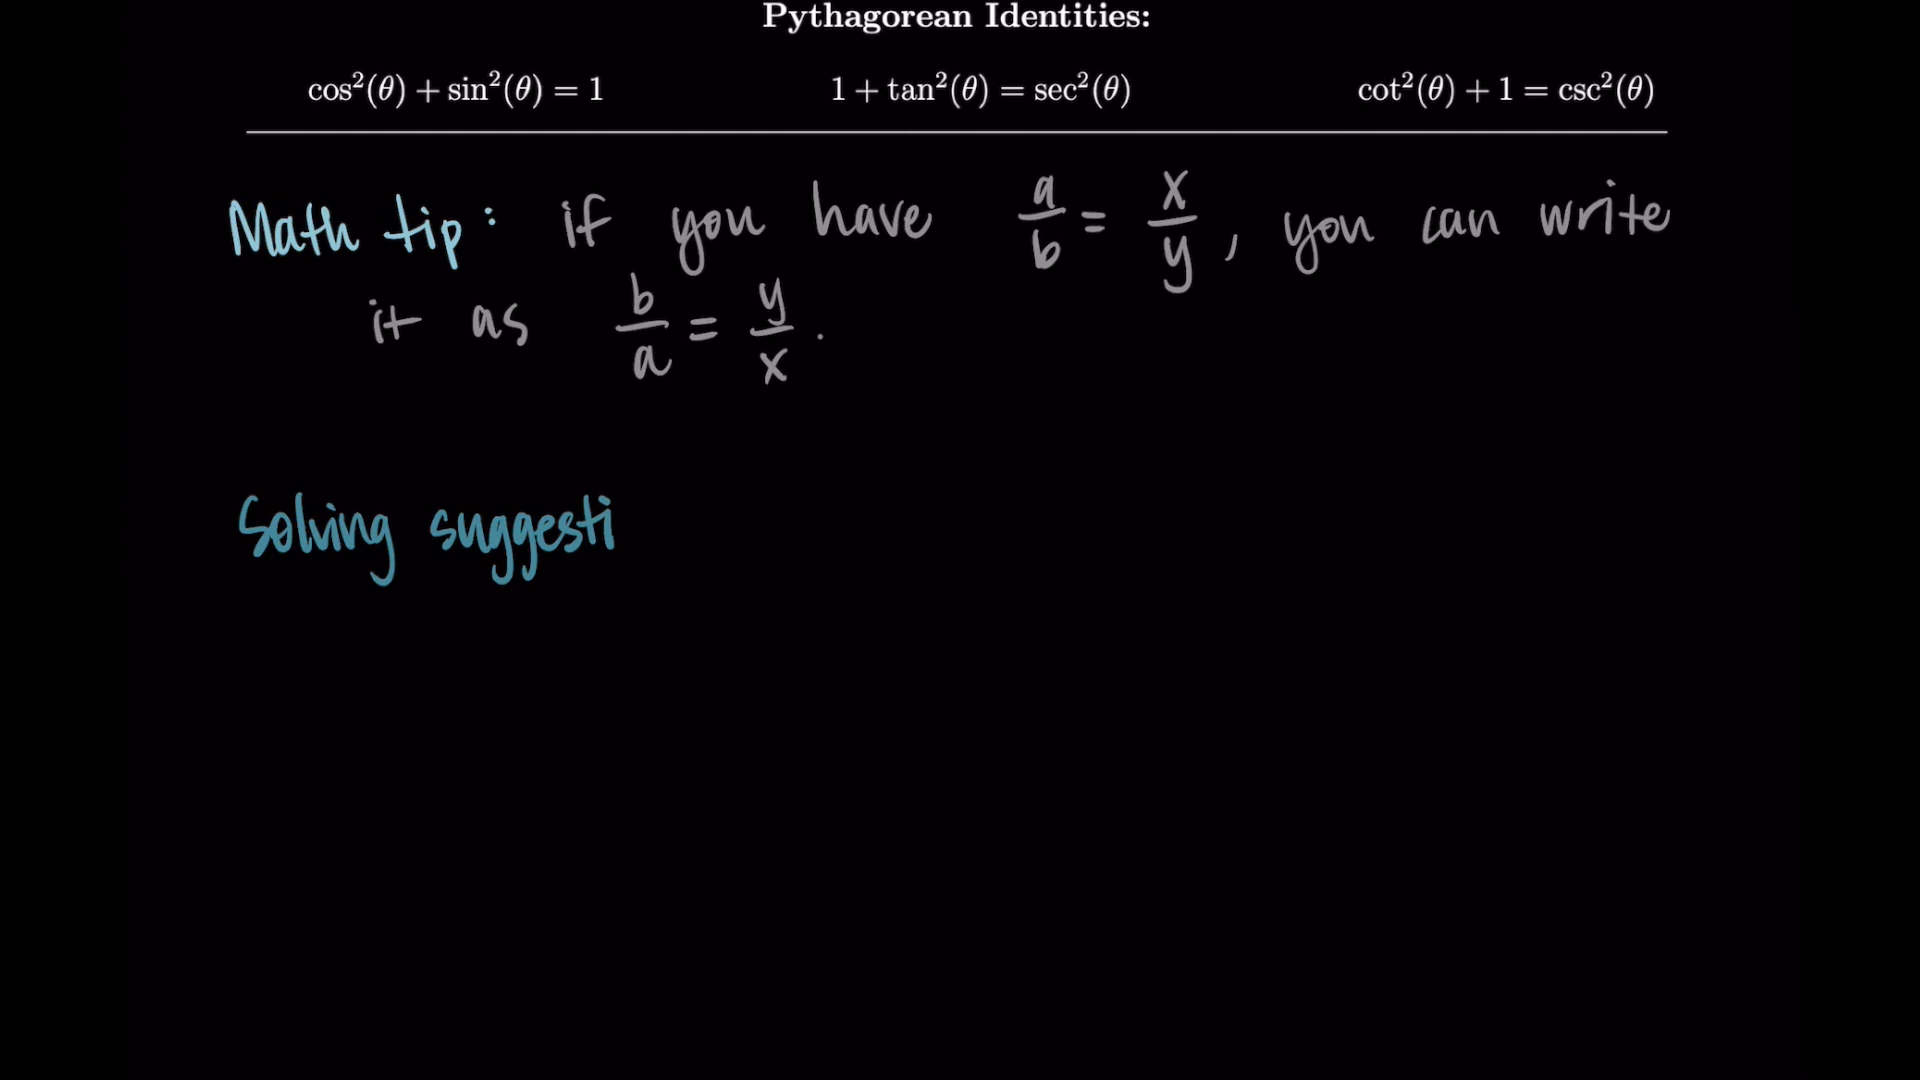 Pythagorean Identities:
cos²(θ) + sin²(θ) = 1    1 + tan²(θ) = sec²(θ)    cot²(θ) + 1 = csc²(θ)
Math tip: if you have a/b = x/y, you can write
it as b/a = y/x.
Solving suggesti